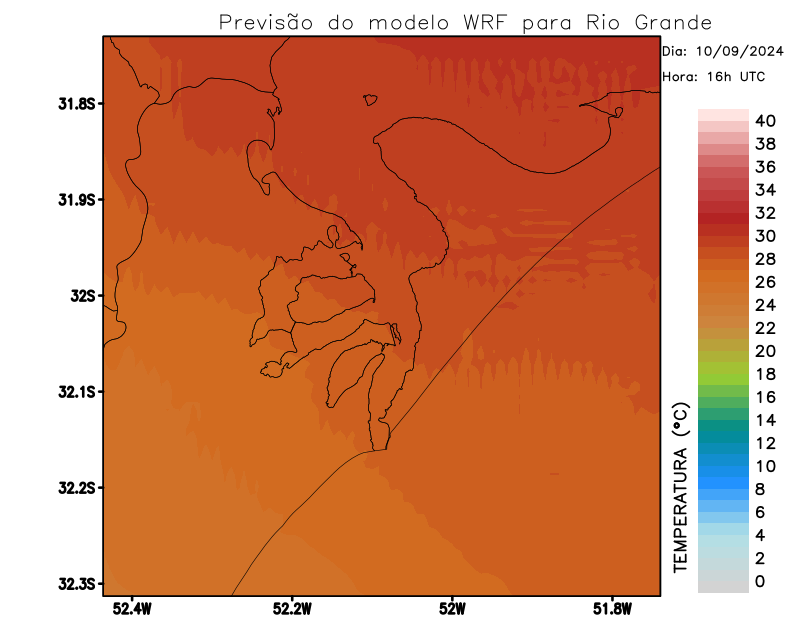 Previsão do modelo WRF para Rio Grande
Dia: 10/09/2024
Hora: 16h UTC
31.8S
31.9S
32S
32.1S
32.2S
32.3S
52.4W 52.2W 52W 51.8W
TEMPERATURA (°C)
40
38
36
34
32
30
28
26
24
22
20
18
16
14
12
10
8
6
4
2
0